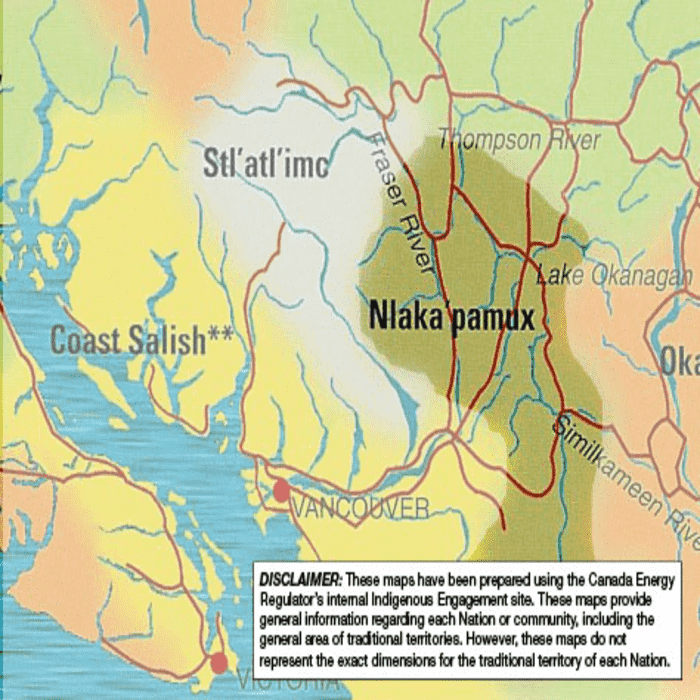 Thompson River
Stl'atl'imc
Fraser River
Lake Okanagan
Nlaka'pamux
Coast Salish**
Oka
Similkameen Rive
VANCOUVER
DISCLAIMER: These maps have been prepared using the Canada Energy
Regulator's internal Indigenous Engagement site. These maps provide
general information regarding each Nation or community, including the
general area of traditional territories. However, these maps do not
represent the exact dimensions for the traditional territory of each Nation.
VICTORIA